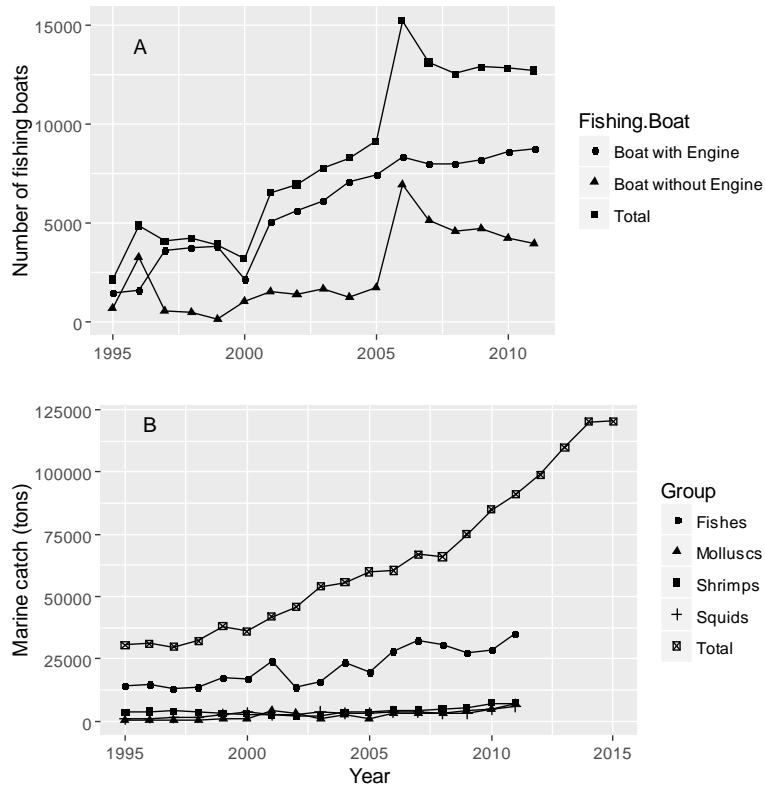 A
15000
10000
5000
0
Number of fishing boats
1995 2000 2005 2010
Fishing.Boat
Boat with Engine
Boat without Engine
Total
B
125000
100000
75000
50000
25000
0
Marine catch (tons)
1995 2000 2005 2010 2015
Year
Group
Fishes
Molluscs
Shrimps
Squids
Total